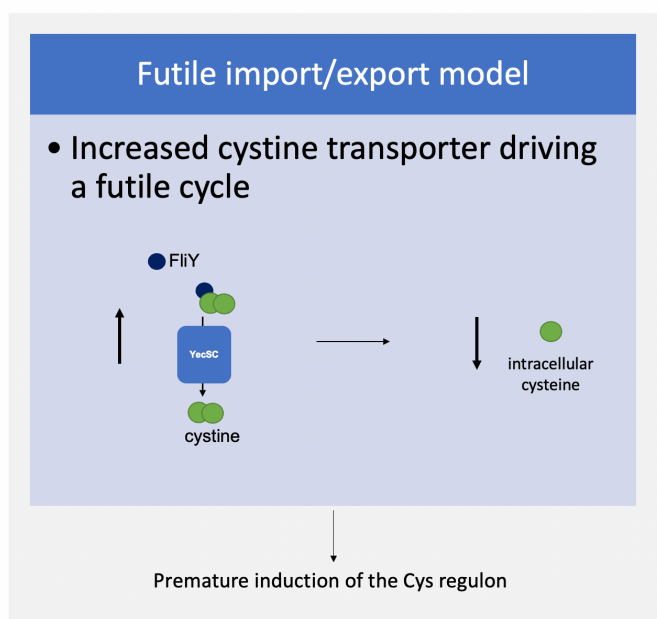 Futile import/export model
• Increased cystine transporter driving
a futile cycle
FliY
YecSC
cystine
intracellular
cysteine
Premature induction of the Cys regulon